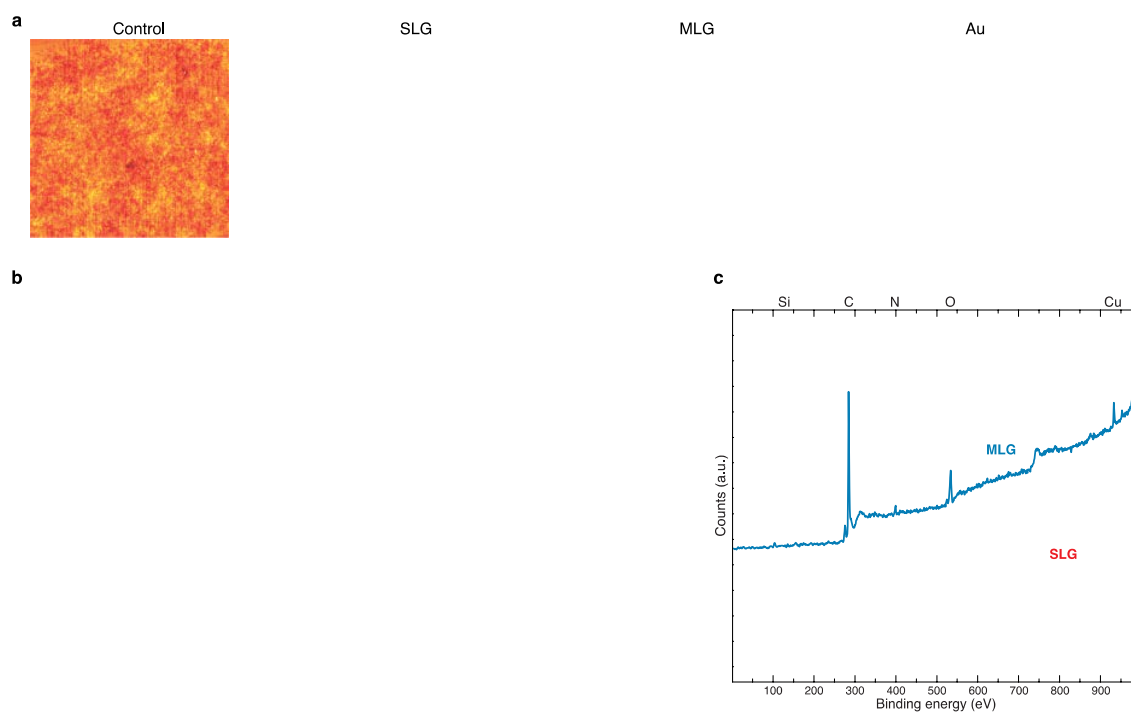 a
Control SLG MLG Au
b
c
Si C N O Cu
MLG
SLG
Counts (a.u.)
100 200 300 400 500 600 700 800 900
Binding energy (eV)